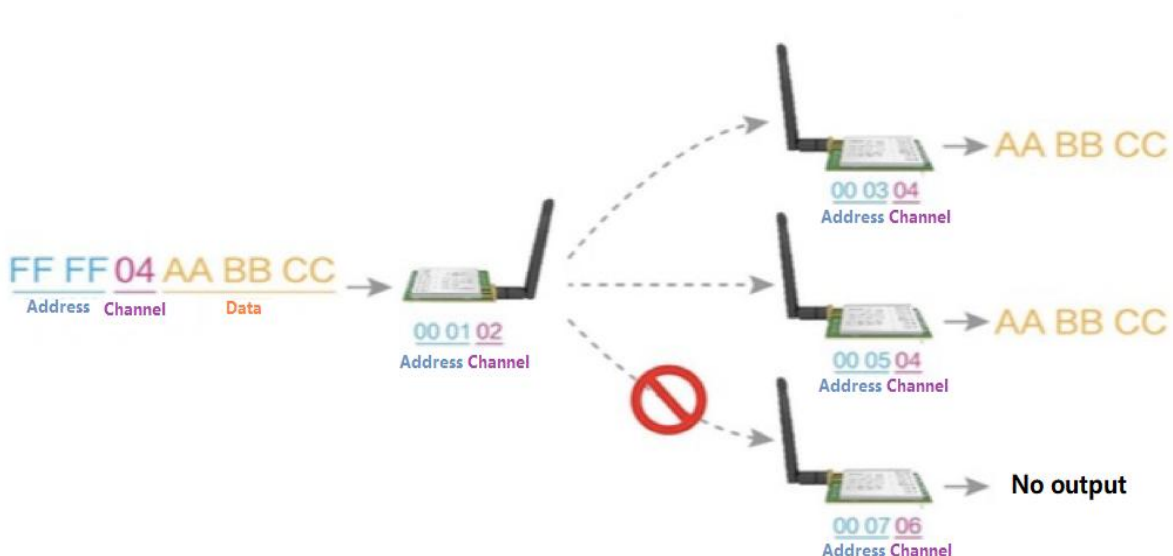 FF FF 04 AA BB CC
Address Channel Data
00 01 02
Address Channel
AA BB CC
00 03 04
Address Channel
AA BB CC
00 05 04
Address Channel
No output
00 07 06
Address Channel